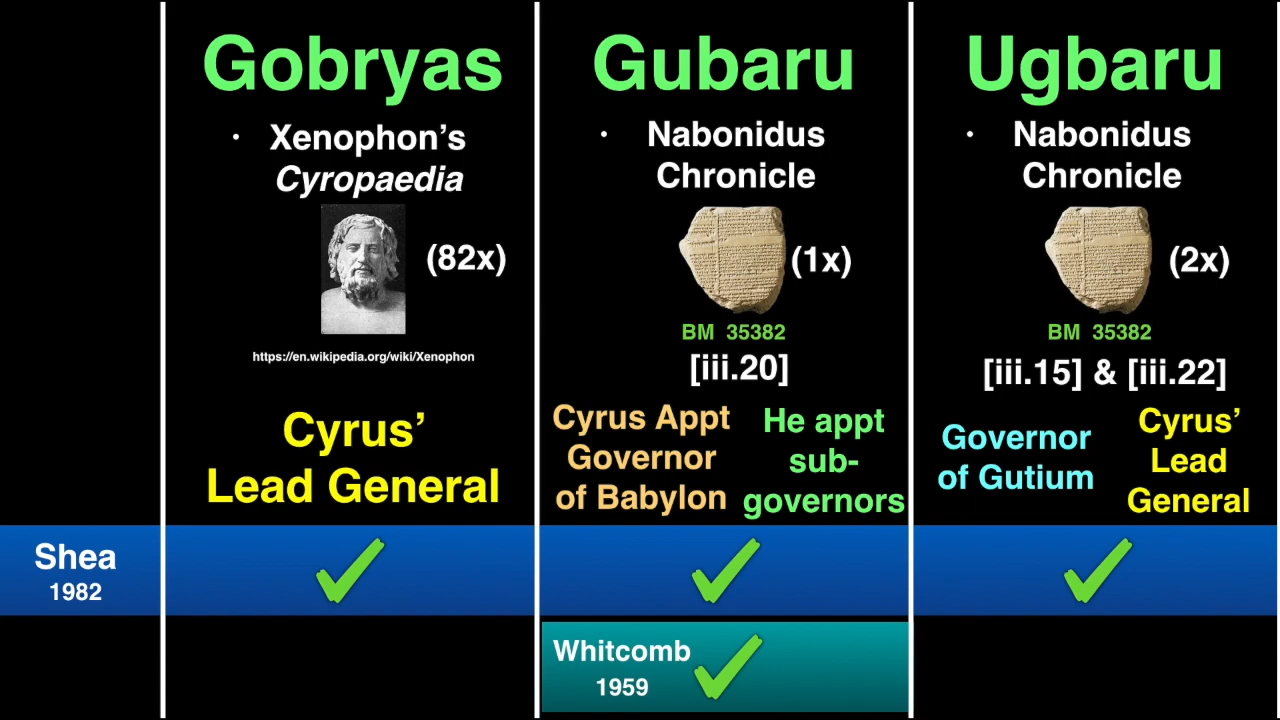 Gobryas
• Xenophon’s
Cyropaedia
(82x)
https://en.wikipedia.org/wiki/Xenophon
Cyrus’
Lead General
Gubaru
• Nabonidus
Chronicle
(1x)
BM 35382
[iii.20]
Cyrus Appt
Governor
of Babylon
He appt
sub-
governors
Ugbaru
• Nabonidus
Chronicle
(2x)
BM 35382
[iii.15] & [iii.22]
Governor
of Gutium
Cyrus’
Lead
General
Shea
1982
Whitcomb
1959